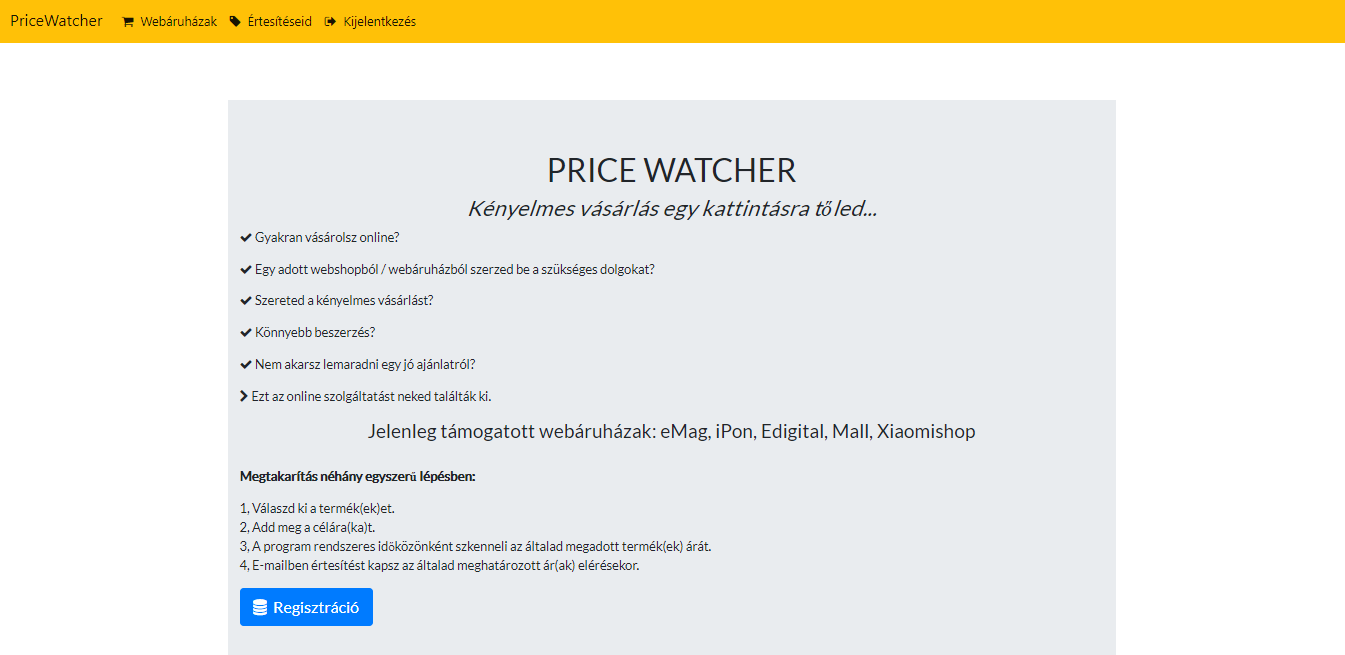 PriceWatcher Webáruházak Értesítéseid Kijelentkezés
PRICE WATCHER
Kényelmes vásárlás egy kattintásra tőled...
Gyakran vásárolsz online?
Egy adott webshopból / webáruházból szerzed be a szükséges dolgokat?
Szereted a kényelmes vásárlást?
Könnyebb beszerzés?
Nem akarsz lemaradni egy jó ajánlatról?
Ezt az online szolgáltatást neked találták ki.
Jelenleg támogatott webáruházak: eMag, iPon, Edigital, Mall, Xiaomishop
Megtakarítás néhány egyszerű lépésben:
1, Válaszd ki a termék(ek)et.
2, Add meg a célára(ka)t.
3, A program rendszeres időközönként szkenneli az általad megadott termék(ek) árát.
4, E-mailben értesítést kapsz az általad meghatározott ár(ak) elérésekor.
Regisztráció